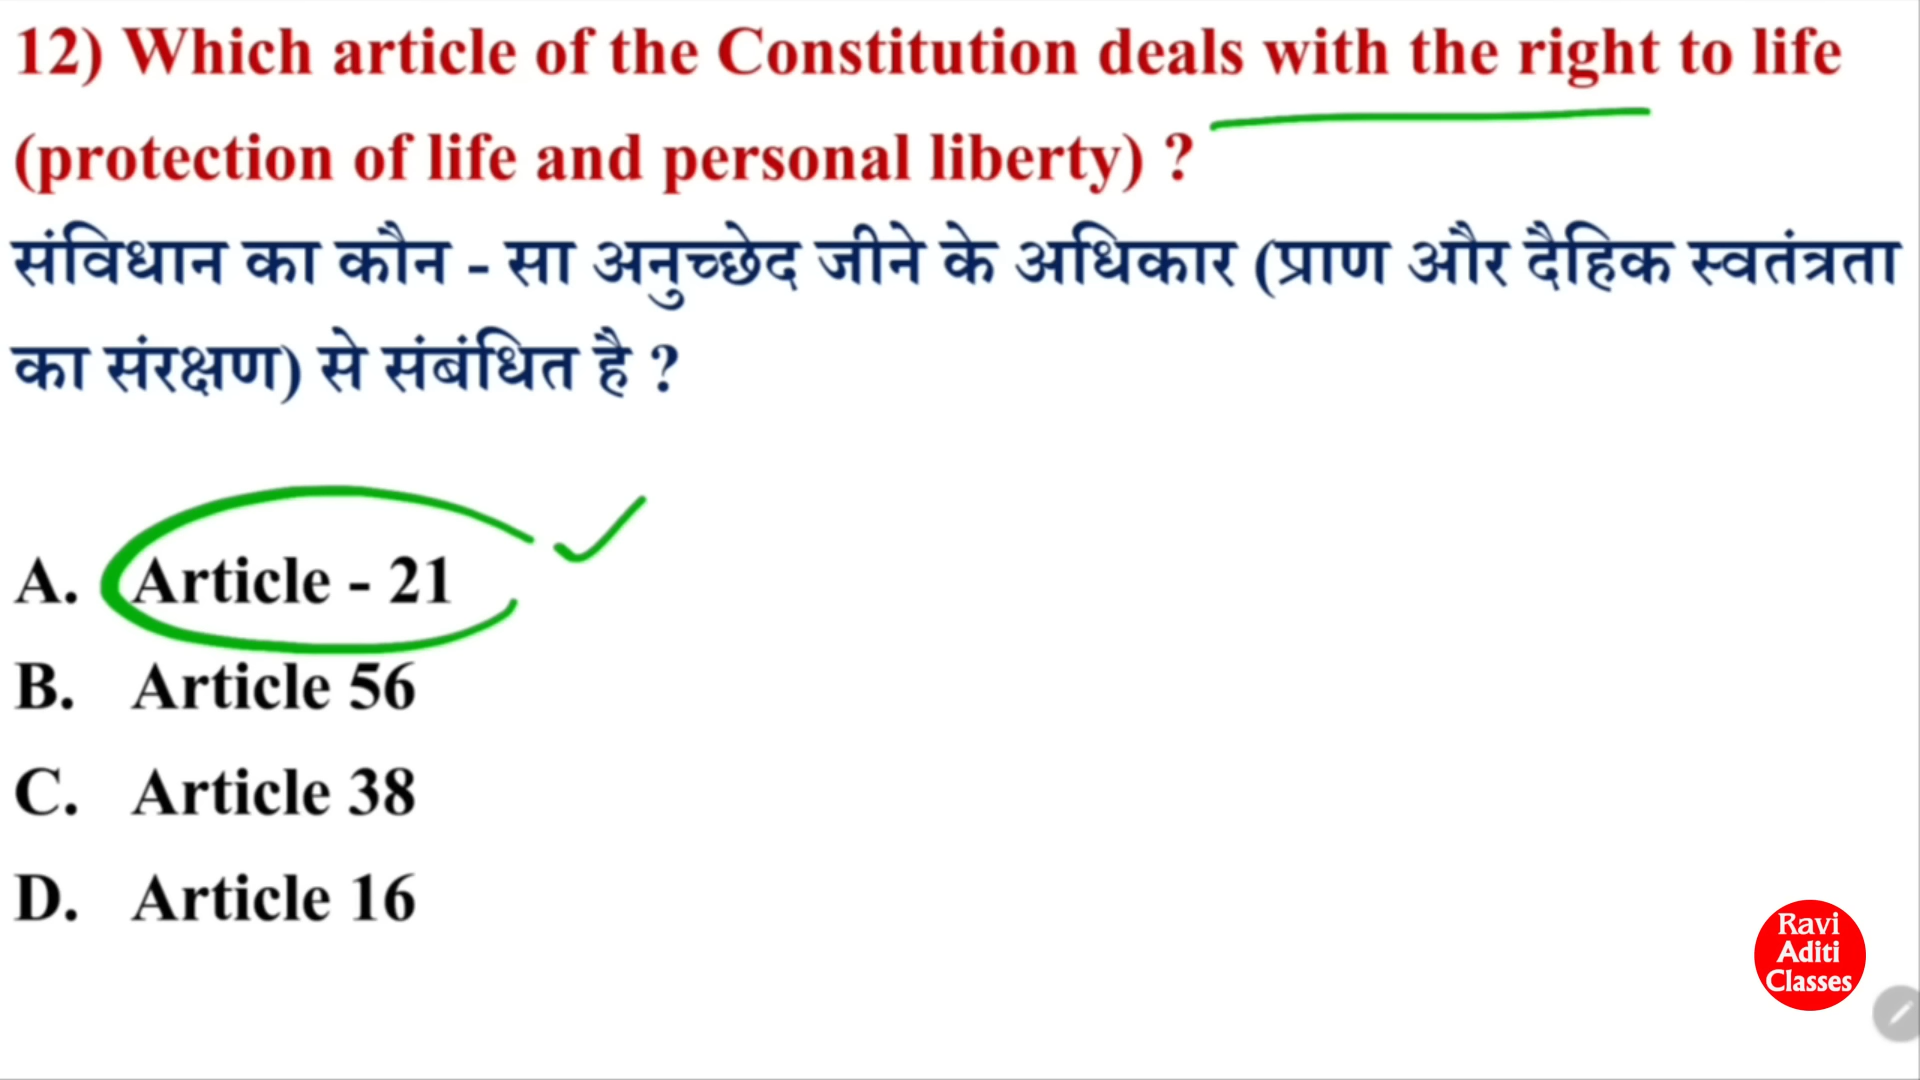 12) Which article of the Constitution deals with the right to life
(protection of life and personal liberty) ?
संविधान का कौन - सा अनुच्छेद जीने के अधिकार (प्राण और दैहिक स्वतंत्रता
का संरक्षण) से संबंधित है ?
A. Article - 21
B. Article 56
C. Article 38
D. Article 16
Ravi
Aditi
Classes